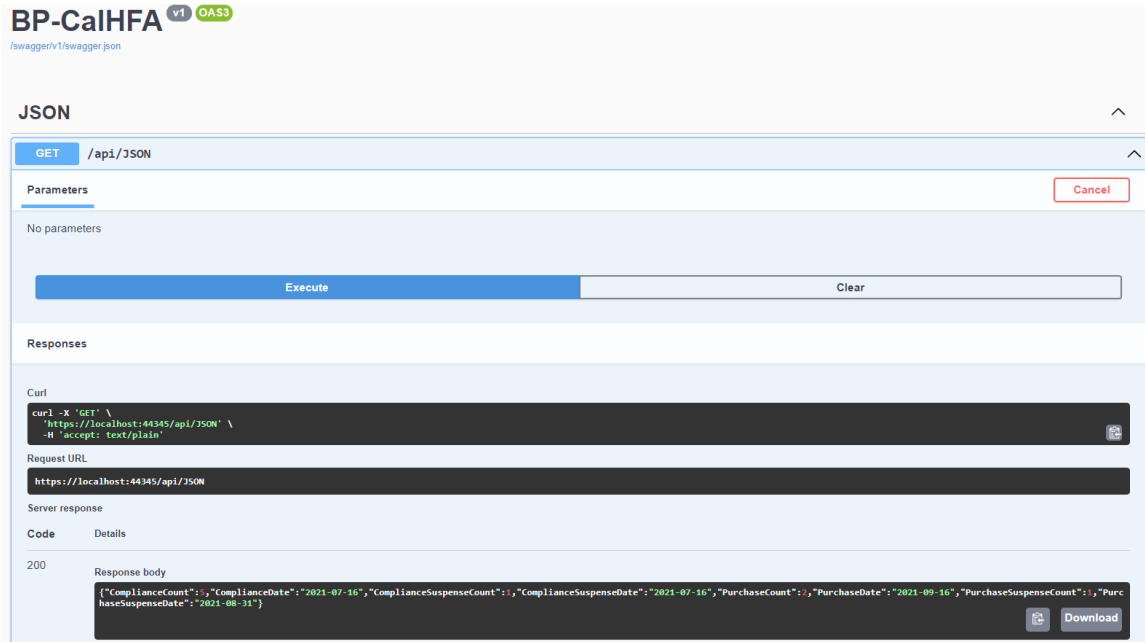 BP-CalHFA v1 OAS3
/swagger/v1/swagger.json
JSON
GET /api/JSON
Parameters Cancel
No parameters
Execute Clear
Responses
Curl
curl -X 'GET' \
'https://localhost:44345/api/JSON' \
-H 'accept: text/plain'
Request URL
https://localhost:44345/api/JSON
Server response
Code Details
200
Response body
{"ComplianceCount":5,"ComplianceDate":"2021-07-16","ComplianceSuspenseCount":1,"ComplianceSuspenseDate":"2021-07-16","PurchaseCount":2,"PurchaseDate":"2021-09-16","PurchaseSuspenseCount":1,"Purc
haseSuspenseDate":"2021-08-31"}
Download